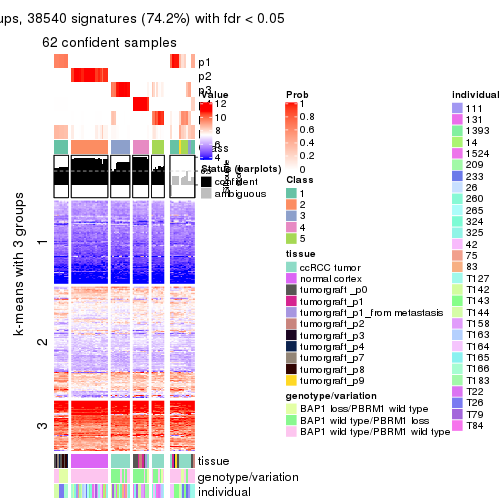 ups, 38540 signatures (74.2%) with fdr < 0.05
62 confident samples
p1
p2
p3
Value
12
10
8
6
4
Class
Status (barplots)
confident
ambiguous
k-means with 3 groups
1
2
3
tissue
genotype/variation
individual
Prob
1
0.8
0.6
0.4
0.2
0
Class
1
2
3
4
5
tissue
ccRCC tumor
normal cortex
tumorgraft_p0
tumorgraft_p1
tumorgraft_p1_from metastasis
tumorgraft_p2
tumorgraft_p3
tumorgraft_p4
tumorgraft_p7
tumorgraft_p8
tumorgraft_p9
genotype/variation
BAP1 loss/PBRM1 wild type
BAP1 wild type/PBRM1 loss
BAP1 wild type/PBRM1 wild type
individual
111
131
1393
14
1524
209
233
26
260
265
324
325
42
75
83
T127
T142
T143
T144
T158
T163
T164
T165
T166
T183
T22
T26
T79
T84